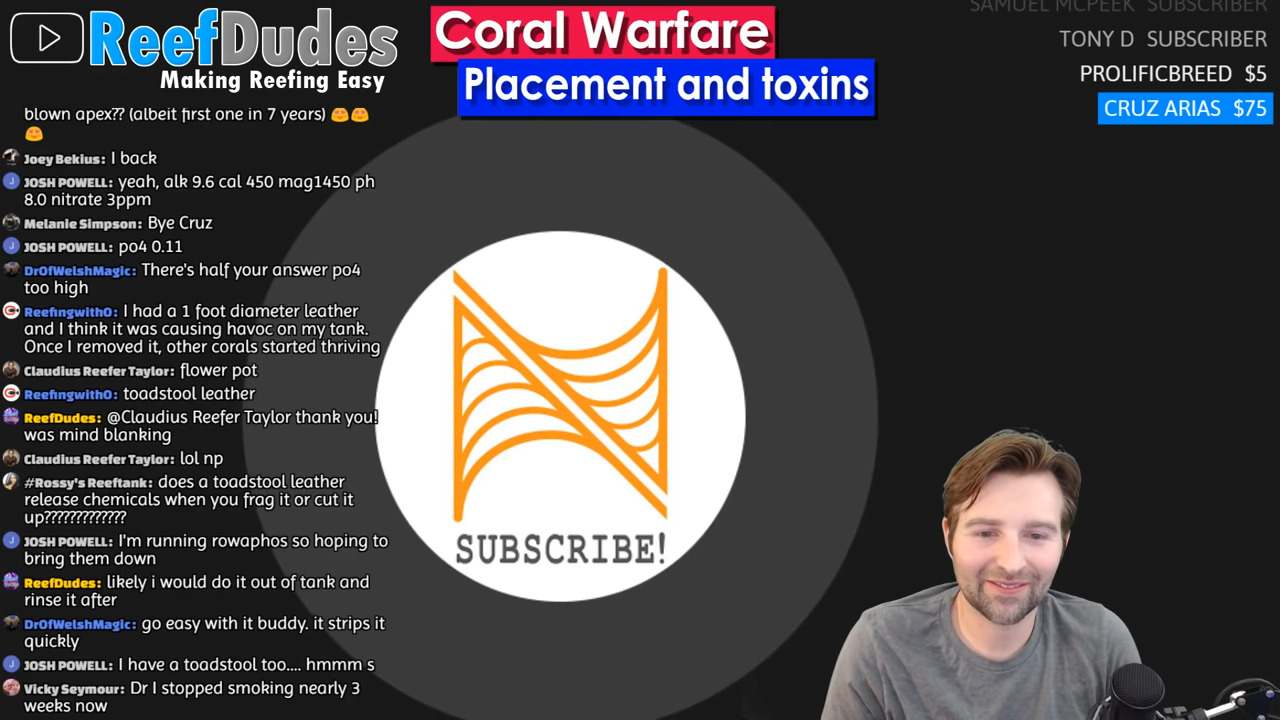 ReefDudes
Making Reefing Easy
Coral Warfare
Placement and toxins
SAMUEL MCPEEK SUBSCRIBER
TONY D SUBSCRIBER
PROLIFICBREED $5
CRUZ ARIAS $75
blown apex?? (albeit first one in 7 years) 😍😍
😍
Joey Bekius: I back
JOSH POWELL: yeah, alk 9.6 cal 450 mag1450 ph
8.0 nitrate 3ppm
Melanie Simpson: Bye Cruz
JOSH POWELL: po4 0.11
DrOfWelshMagic: There's half your answer po4
too high
ReefingwithO: I had a 1 foot diameter leather
and I think it was causing havoc on my tank.
Once I removed it, other corals started thriving
Claudius Reefer Taylor: flower pot
ReefingwithO: toadstool leather
ReefDudes: @Claudius Reefer Taylor thank you!
was mind blanking
Claudius Reefer Taylor: lol np
#Rossy's Reeftank: does a toadstool leather
release chemicals when you frag it or cut it
up?????????????
JOSH POWELL: I'm running rowaphos so hoping to
bring them down
ReefDudes: likely i would do it out of tank and
rinse it after
DrOfWelshMagic: go easy with it buddy. it strips it
quickly
JOSH POWELL: I have a toadstool too.... hmmm s
Vicky Seymour: Dr I stopped smoking nearly 3
weeks now
SUBSCRIBE!